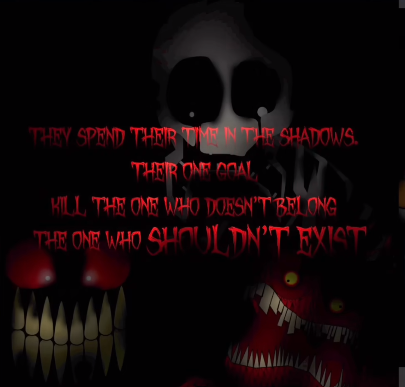 THEY SPEND THEIR TIME IN THE SHADOWS.
THEIR ONE GOAL
KILL THE ONE WHO DOESN'T BELONG
THE ONE WHO SHOULDN'T EXIST